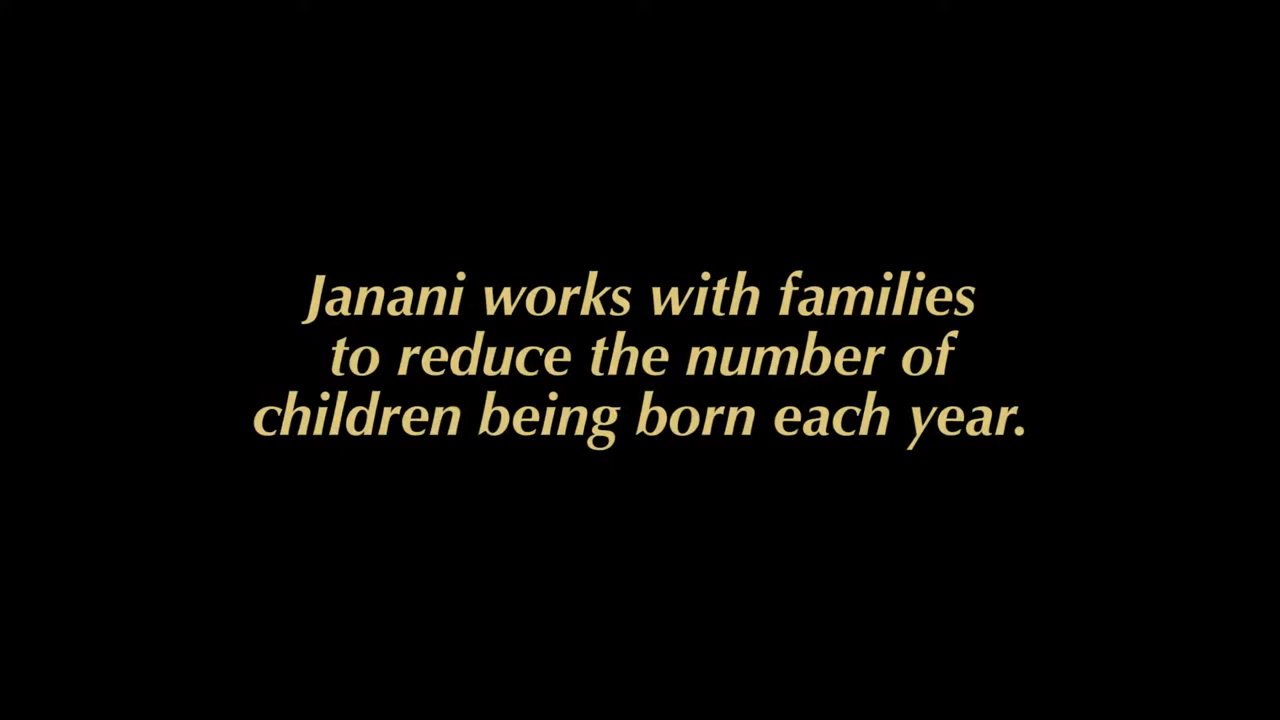 Janani works with families
to reduce the number of
children being born each year.